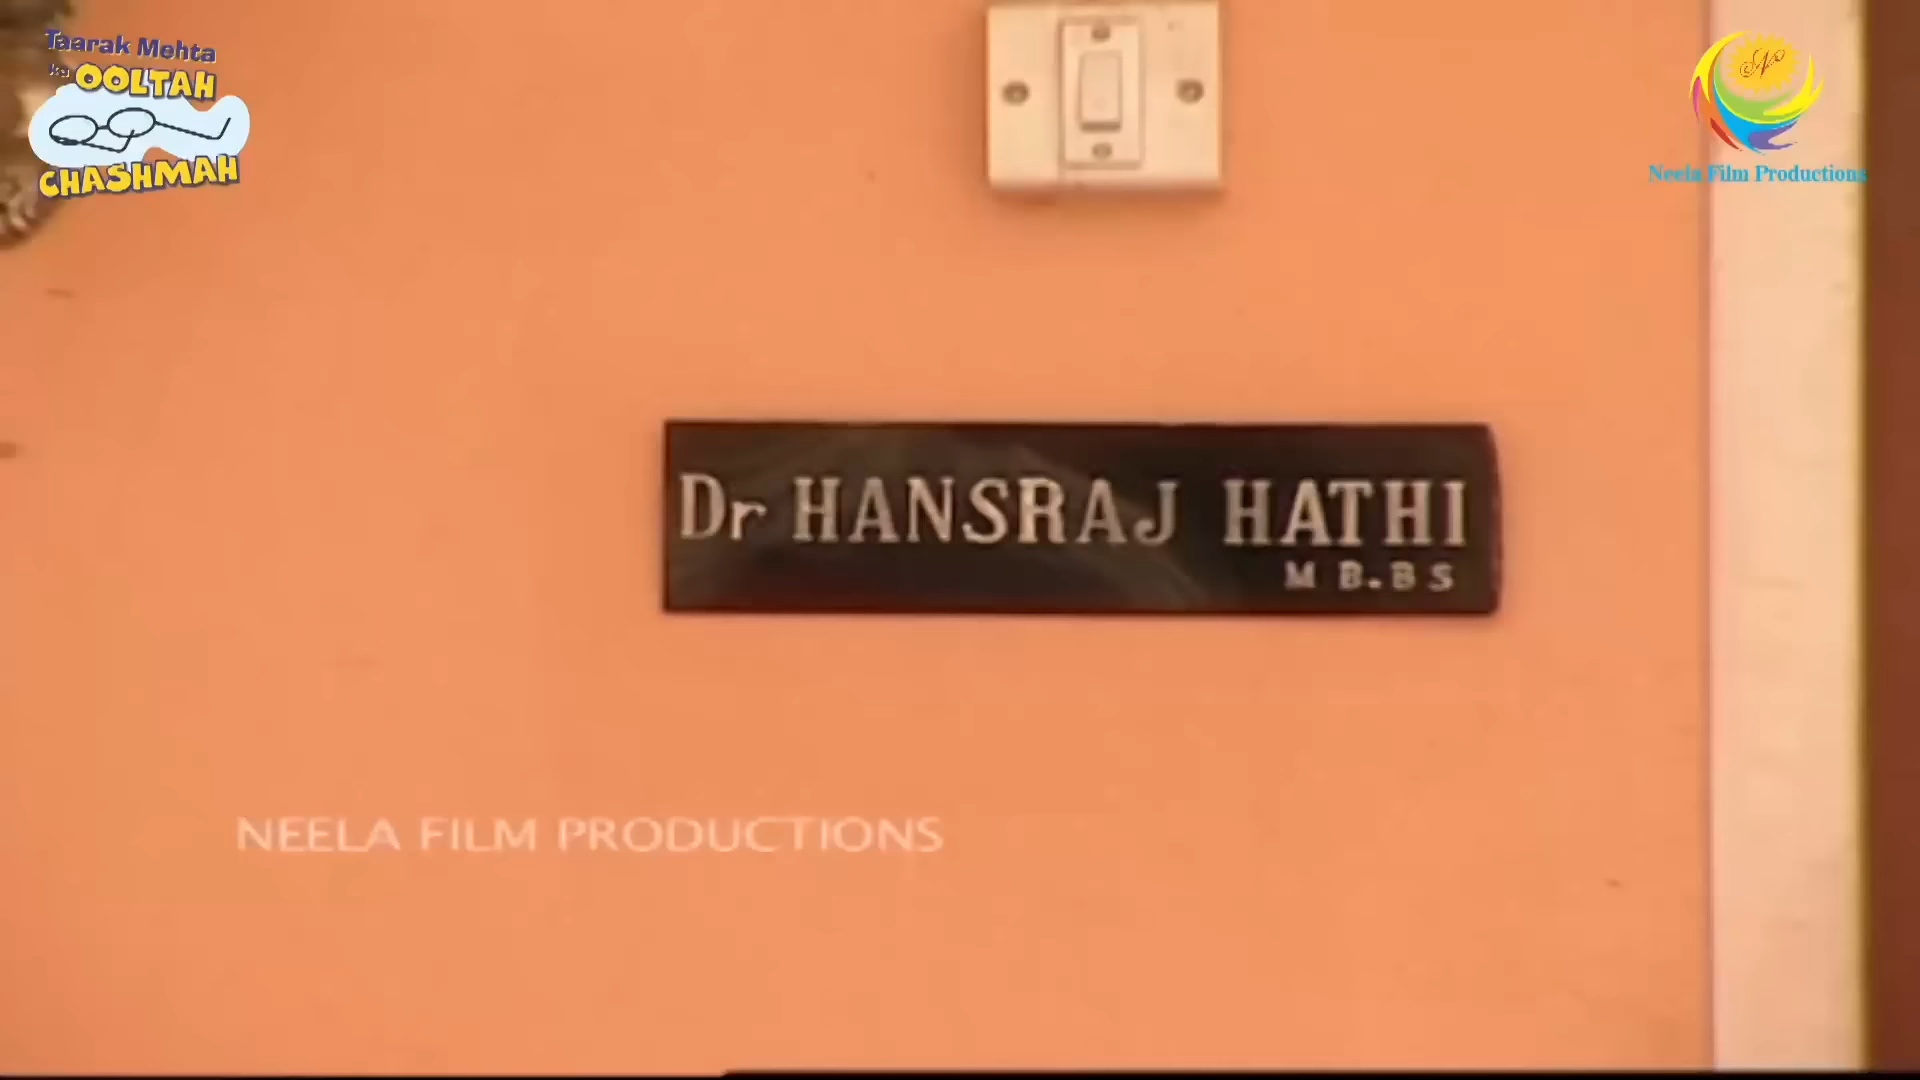 Taarak Mehta
ka OOLTAH
CHASHMAH
Neela Film Productions
Dr HANSRAJ HATHI
M B.B S
NEELA FILM PRODUCTIONS